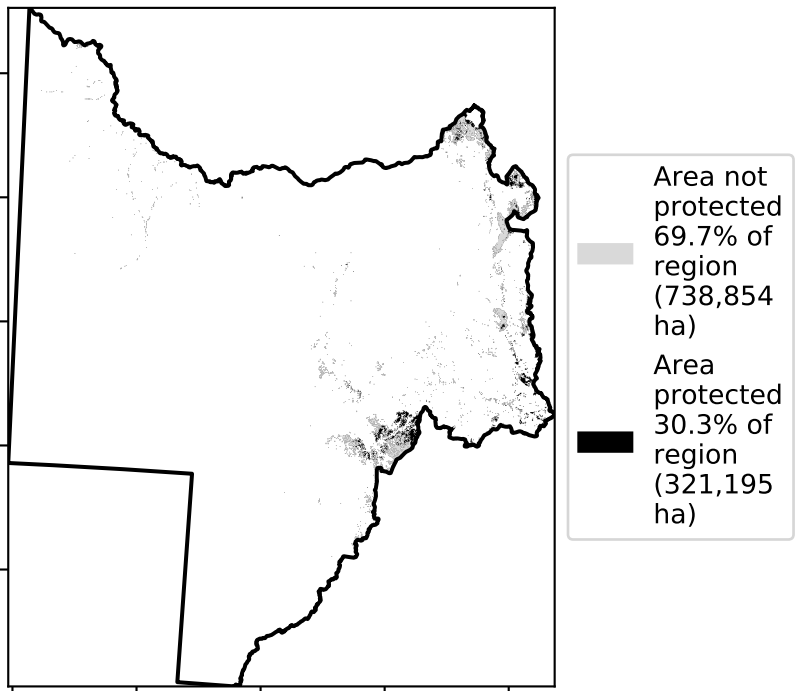 Area not
protected
69.7% of
region
(738,854
ha)
Area
protected
30.3% of
region
(321,195
ha)